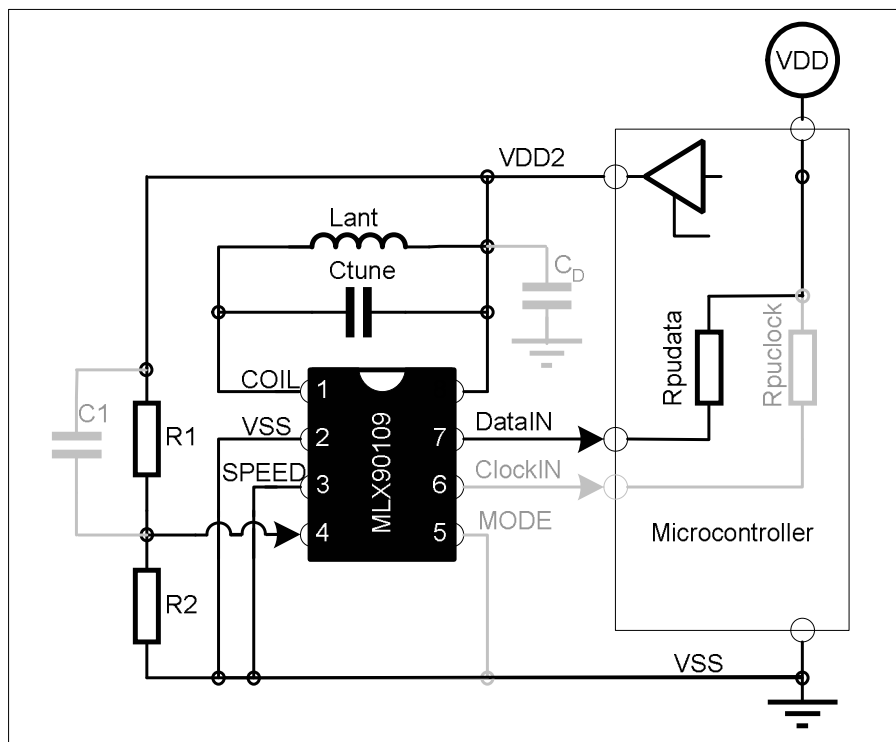 VDD
VDD2
Lant
Ctune
CD
Rpudata
Rpuclock
COIL
1
C1
R1
VSS
2
7
DataIN
SPEED
3
6
ClockIN
MLX90109
4
5
MODE
Microcontroller
R2
VSS